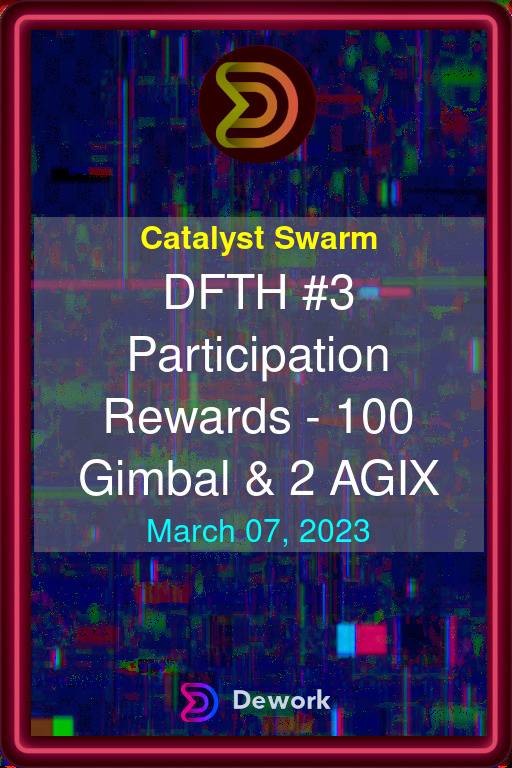 Catalyst Swarm
DFTH #3
Participation
Rewards - 100
Gimbal & 2 AGIX
March 07, 2023
Dework